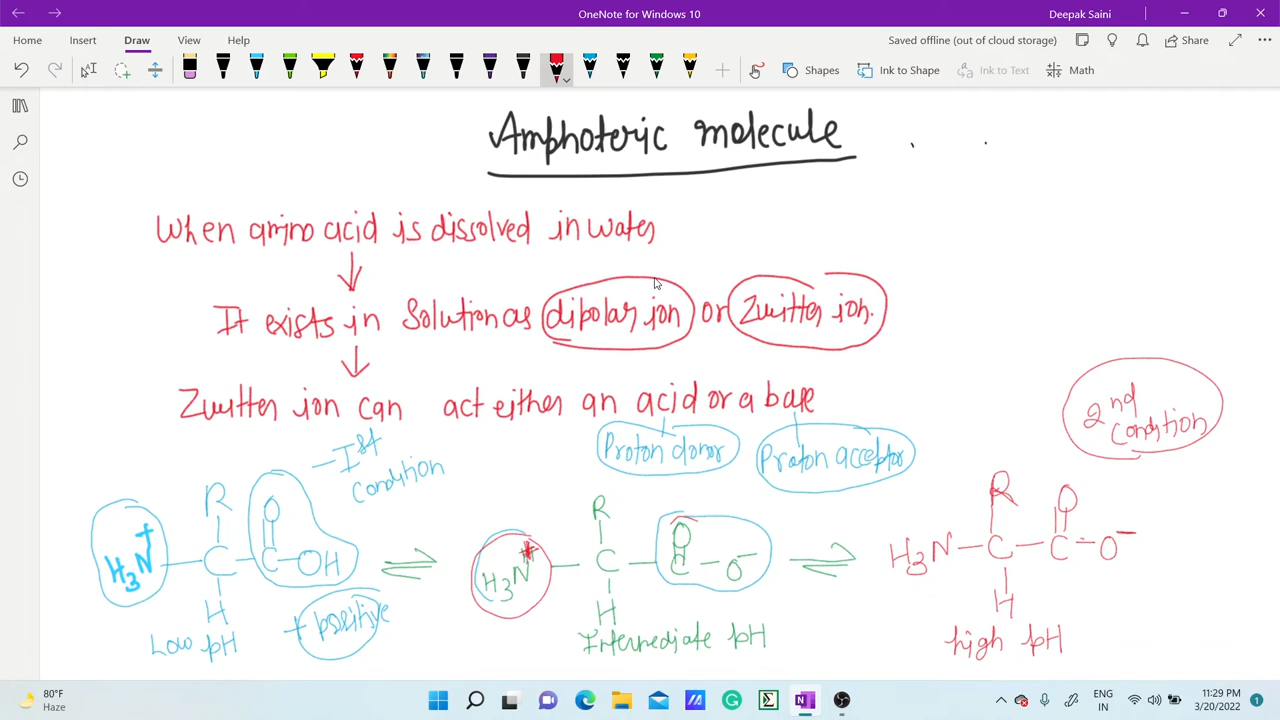 OneNote for Windows 10
Deepak Saini
Home Insert Draw View Help
Saved offline (out of cloud storage)
Share
Shapes
Ink to Shape
Ink to Text
Math
Amphoteric molecule
When amino acid is dissolved in water
It exists in solution as dipolar ion or Zwitter ion.
Zwitter ion can act either an acid or a base
Proton donor
Proton acceptor
2nd
Condition
– Ist
Condition
R
O
H3N+ C C OH
H
+ positive
Low pH
R
O
H3N+ C C O–
H
Intermediate pH
R
O
H3N C C O–
H
high pH
80°F
Haze
ENG
IN
11:29 PM
3/20/2022
1